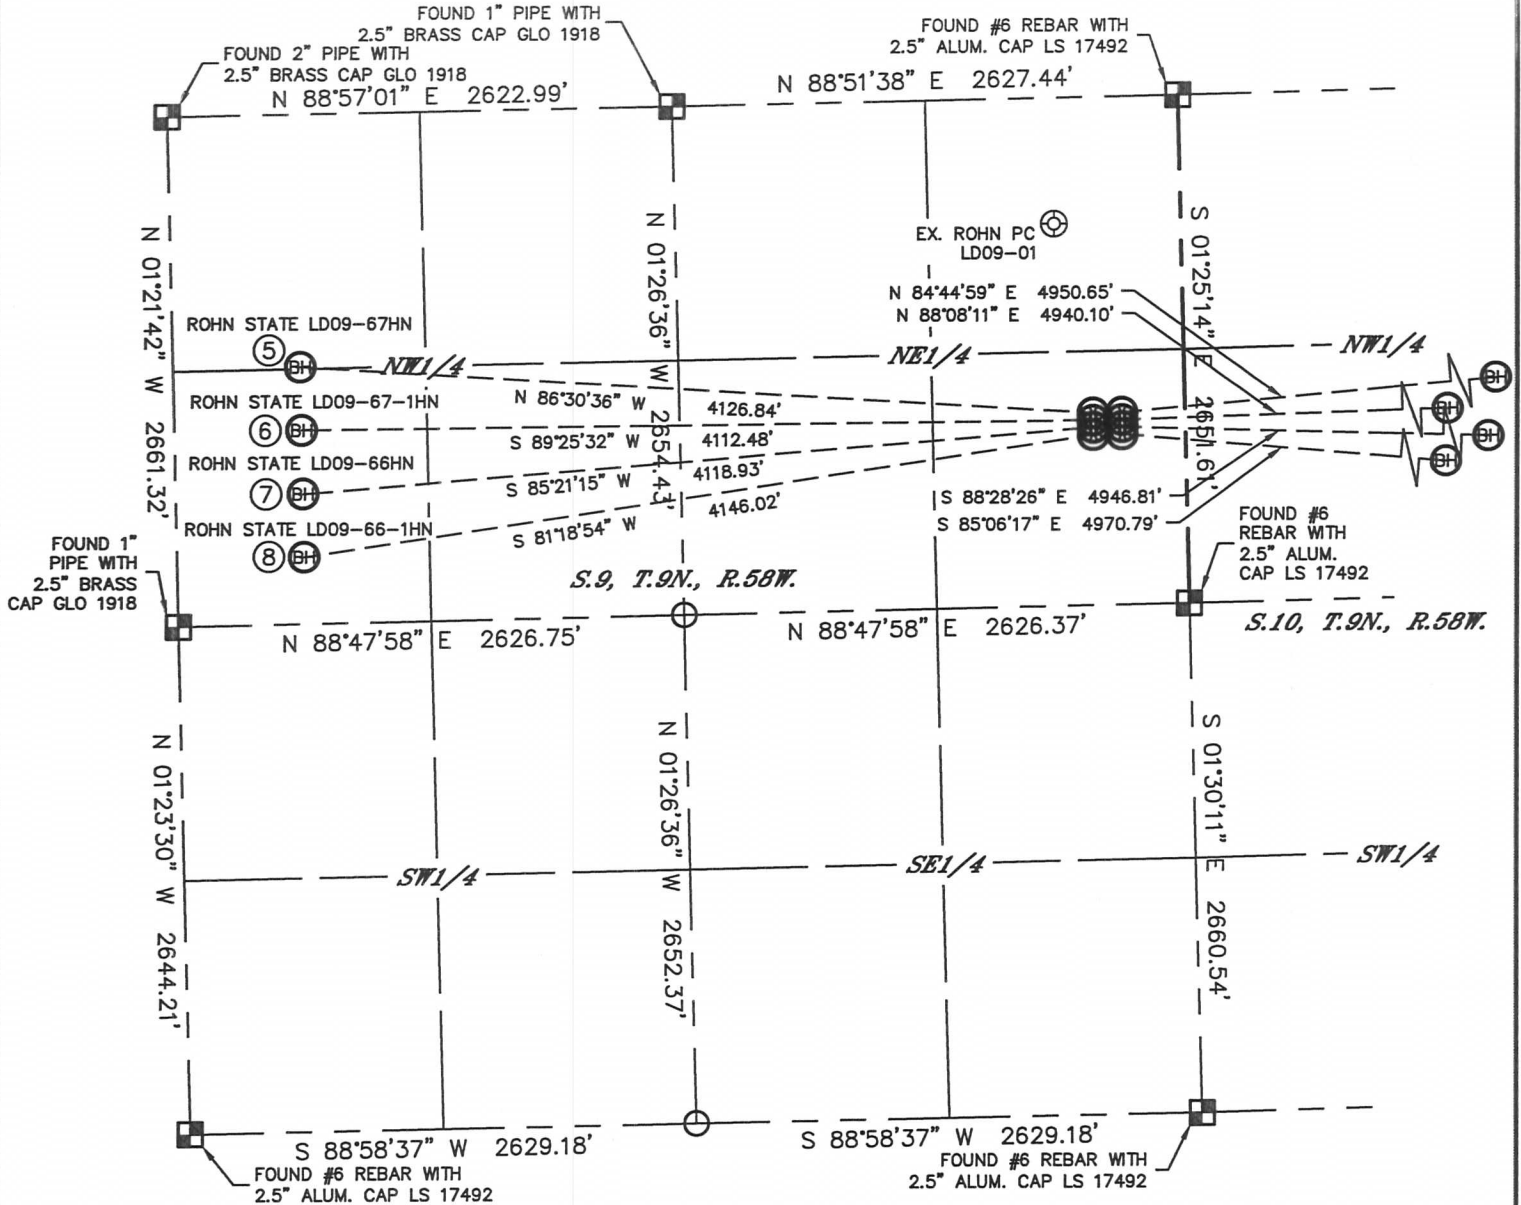 FOUND 1" PIPE WITH
2.5" BRASS CAP GLO 1918
FOUND 2" PIPE WITH
2.5" BRASS CAP GLO 1918
FOUND #6 REBAR WITH
2.5" ALUM. CAP LS 17492
N 88°57'01" E 2622.99'
N 88°51'38" E 2627.44'
N 01°21'42" W 2661.32'
N 01°26'36" W 2654.43'
S 01°25'14" E 2651.61'
EX. ROHN PC
LD09-01
N 84°44'59" E 4950.65'
N 88°08'11" E 4940.10'
ROHN STATE LD09-67HN
5
BH
NW1/4
NE1/4
NW1/4
BH
N 86°30'36" W 4126.84'
ROHN STATE LD09-67-1HN
6
BH
S 89°25'32" W 4112.48'
BH
BH
BH
ROHN STATE LD09-66HN
7
BH
S 85°21'15" W 4118.93'
ROHN STATE LD09-66-1HN
8
BH
S 81°18'54" W 4146.02'
S 88°28'26" E 4946.81'
S 85°06'17" E 4970.79'
FOUND 1"
PIPE WITH
2.5" BRASS
CAP GLO 1918
FOUND #6
REBAR WITH
2.5" ALUM.
CAP LS 17492
S.9, T.9N., R.58W.
S.10, T.9N., R.58W.
N 88°47'58" E 2626.75'
N 88°47'58" E 2626.37'
N 01°23'30" W 2644.21'
N 01°26'36" W 2652.37'
S 01°30'11" E 2660.54'
SW1/4
SE1/4
SW1/4
S 88°58'37" W 2629.18'
S 88°58'37" W 2629.18'
FOUND #6 REBAR WITH
2.5" ALUM. CAP LS 17492
FOUND #6 REBAR WITH
2.5" ALUM. CAP LS 17492